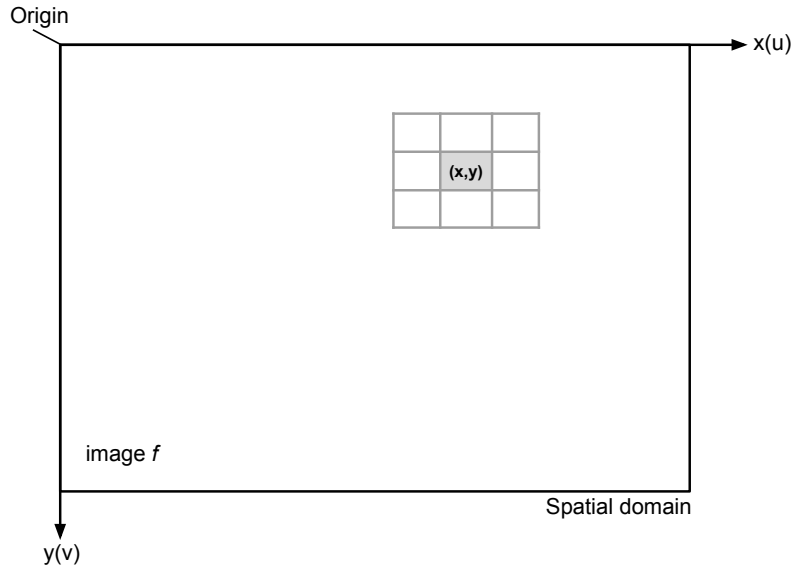 Origin
x(u)
(x,y)
image f
Spatial domain
y(v)